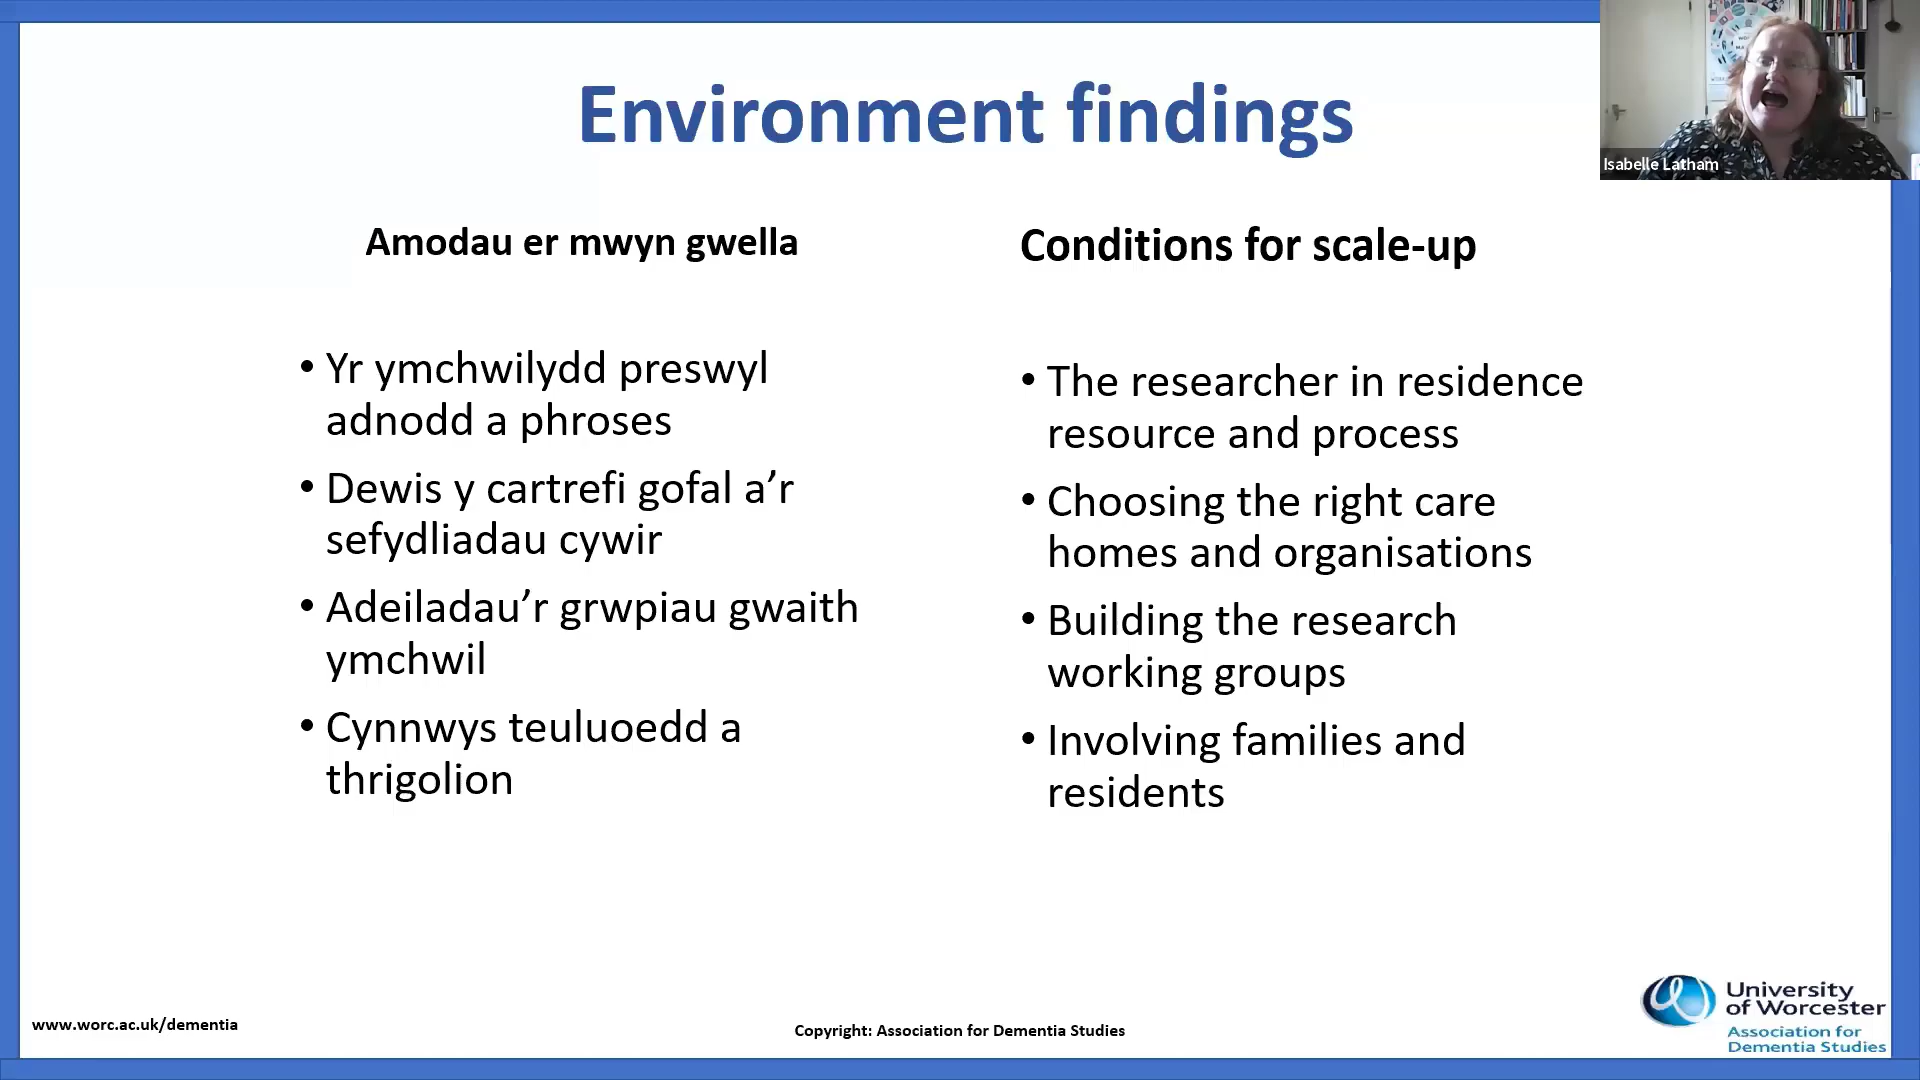 Environment findings
Isabelle Latham
Amodau er mwyn gwella
• Yr ymchwilydd preswyl
adnodd a phroses
• Dewis y cartrefi gofal a’r
sefydliadau cywir
• Adeiladau’r grwpiau gwaith
ymchwil
• Cynnwys teuluoedd a
thrigolion
Conditions for scale-up
• The researcher in residence
resource and process
• Choosing the right care
homes and organisations
• Building the research
working groups
• Involving families and
residents
www.worc.ac.uk/dementia
Copyright: Association for Dementia Studies
University
of Worcester
Association for
Dementia Studies